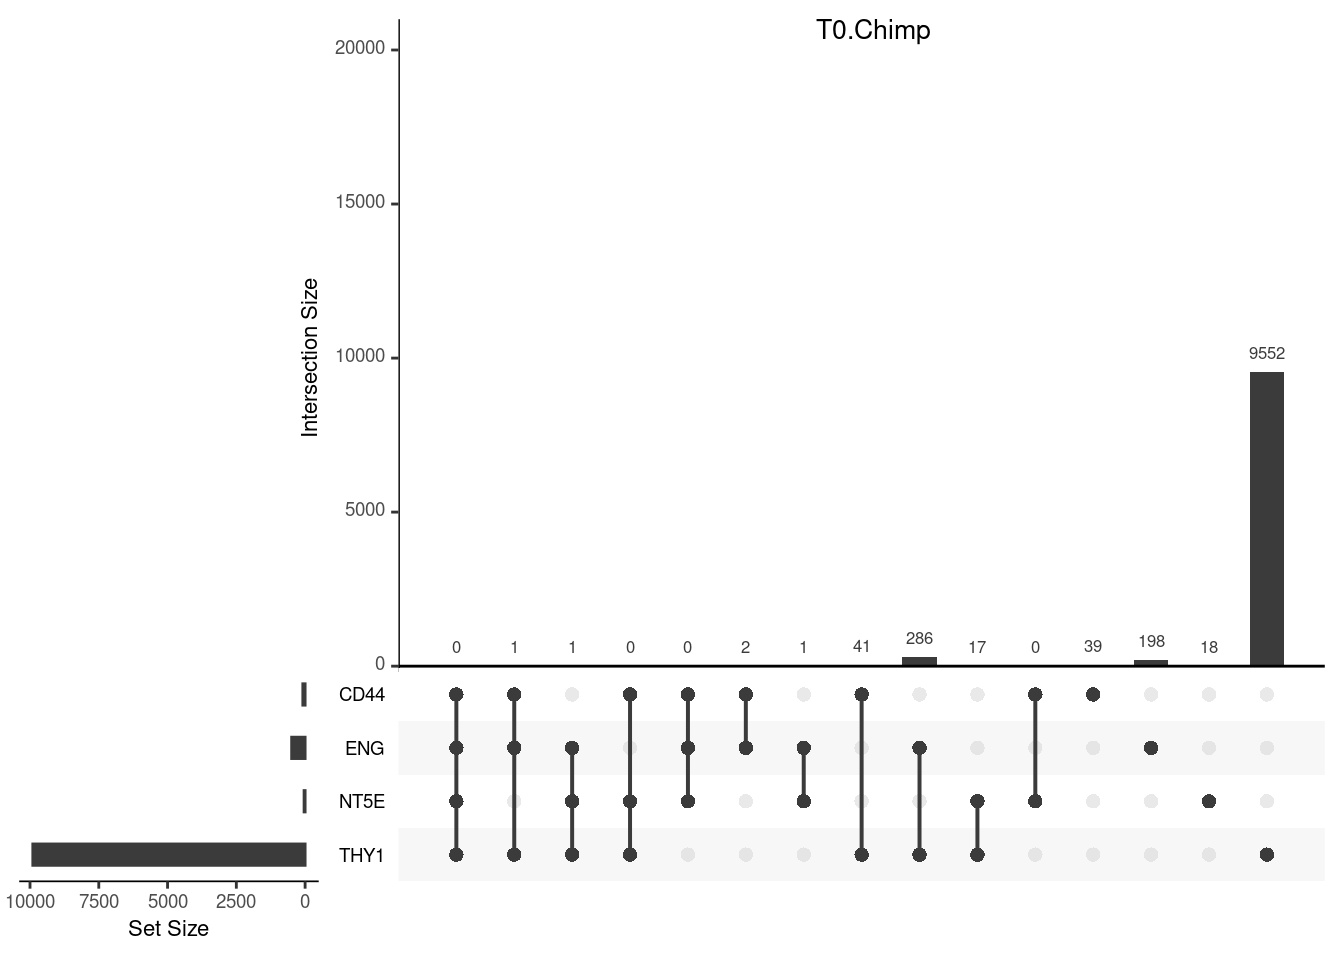 T0.Chimp
20000
15000
10000
5000
0
Intersection Size
0 1 1 0 0 2 1 41 286 17 0 39 198 18 9552
CD44
ENG
NT5E
THY1
10000 7500 5000 2500 0
Set Size